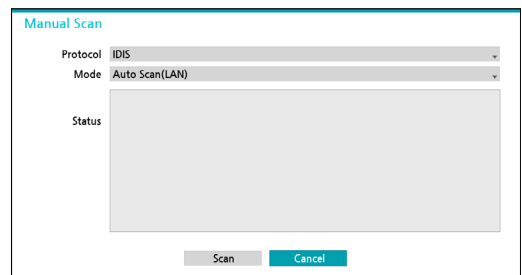 Manual Scan
Protocol IDIS
Mode Auto Scan(LAN)
Status
Scan Cancel